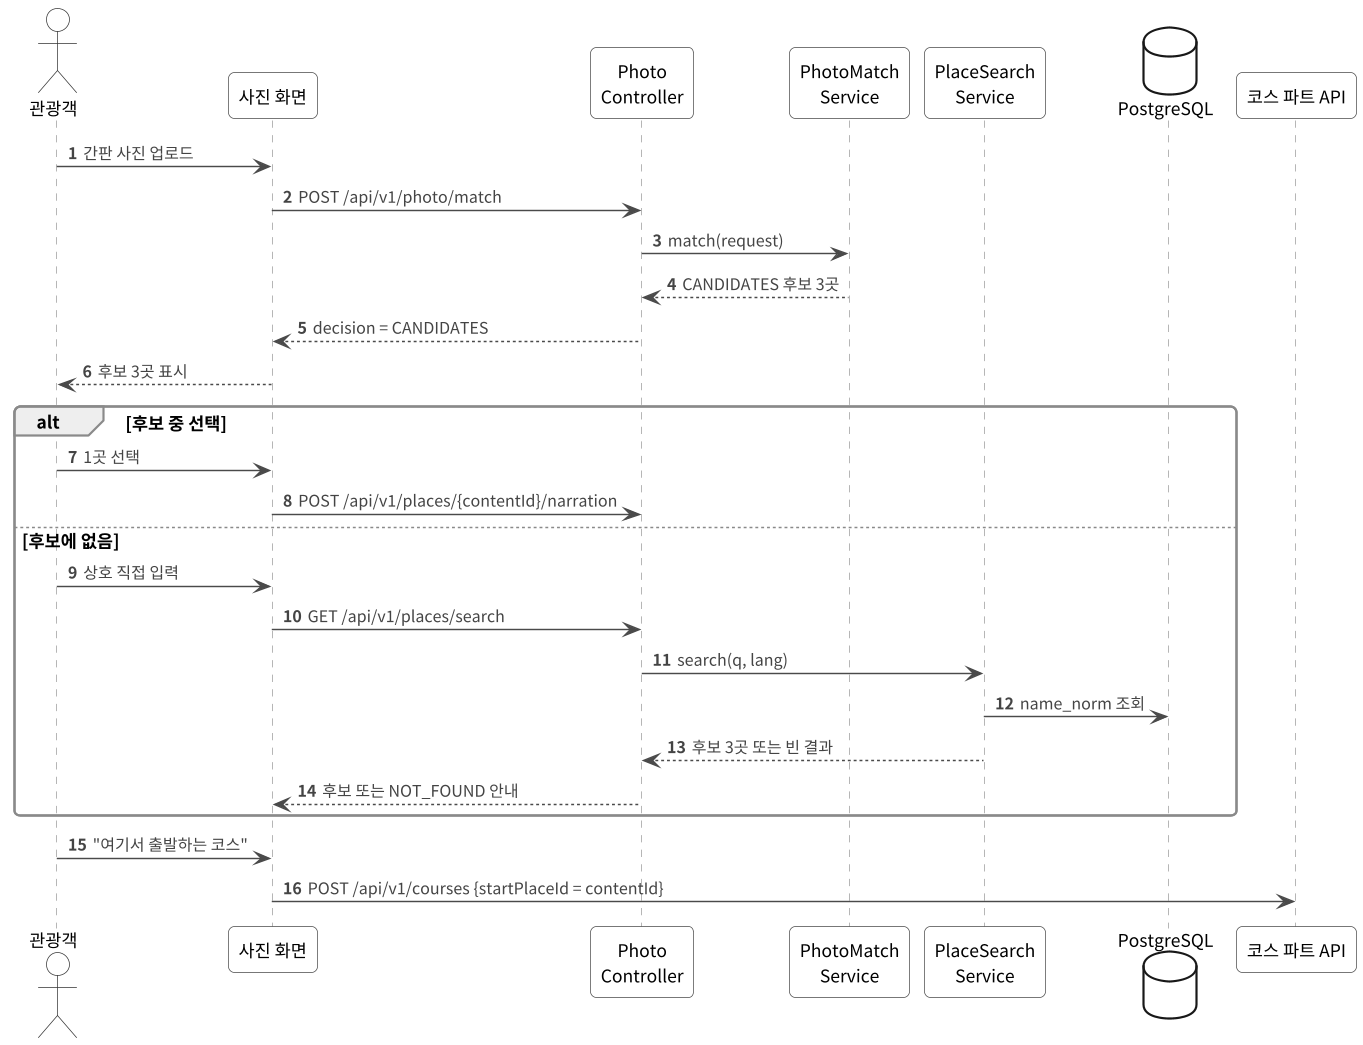 관광객
사진 화면
Photo
Controller
PhotoMatch
Service
PlaceSearch
Service
PostgreSQL
코스 파트 API
1 간판 사진 업로드
2 POST /api/v1/photo/match
3 match(request)
4 CANDIDATES 후보 3곳
5 decision = CANDIDATES
6 후보 3곳 표시
alt [후보 중 선택]
7 1곳 선택
8 POST /api/v1/places/{contentId}/narration
[후보에 없음]
9 상호 직접 입력
10 GET /api/v1/places/search
11 search(q, lang)
12 name_norm 조회
13 후보 3곳 또는 빈 결과
14 후보 또는 NOT_FOUND 안내
15 "여기서 출발하는 코스"
16 POST /api/v1/courses {startPlaceId = contentId}
관광객
사진 화면
Photo
Controller
PhotoMatch
Service
PlaceSearch
Service
PostgreSQL
코스 파트 API